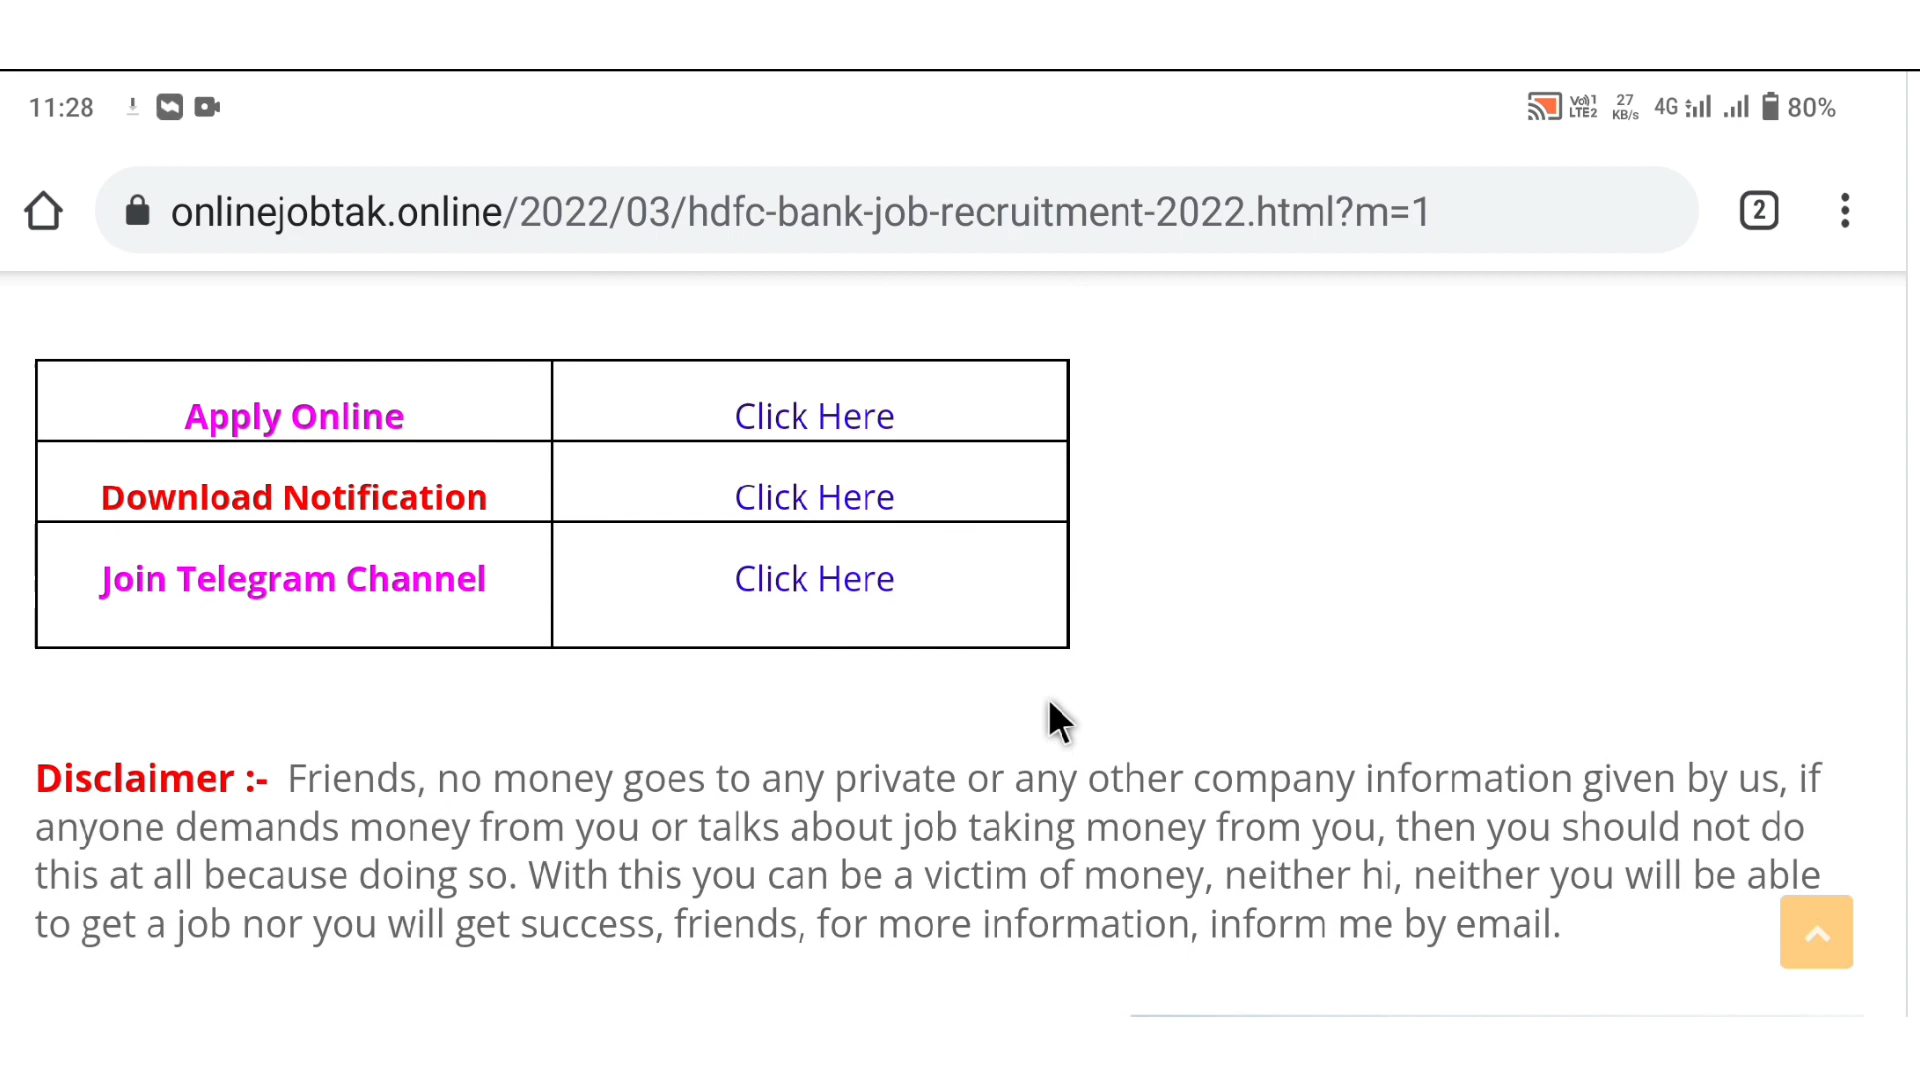 11:28 Vo) 1 LTE2 27 KB/s 4G 80%
onlinejobtak.online/2022/03/hdfc-bank-job-recruitment-2022.html?m=1 2
Apply Online Click Here
Download Notification Click Here
Join Telegram Channel Click Here
Disclaimer :- Friends, no money goes to any private or any other company information given by us, if
anyone demands money from you or talks about job taking money from you, then you should not do
this at all because doing so. With this you can be a victim of money, neither hi, neither you will be able
to get a job nor you will get success, friends, for more information, inform me by email.